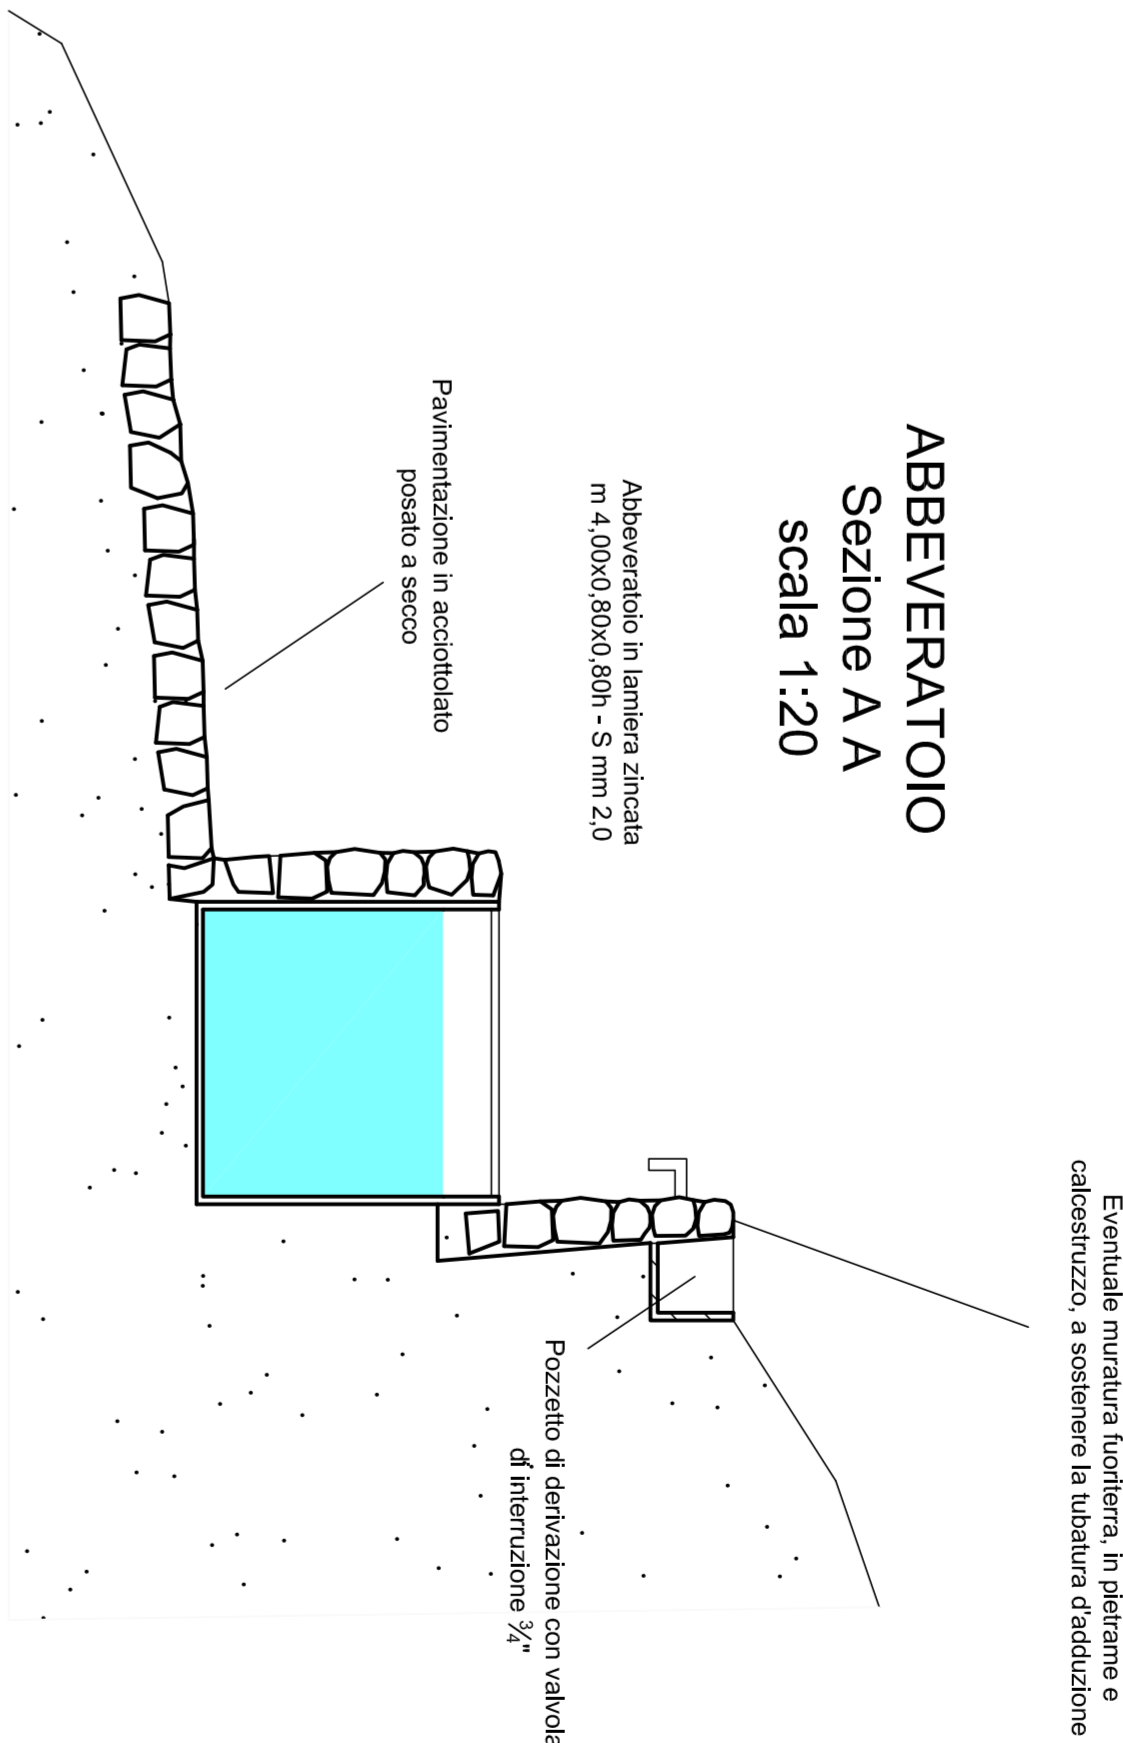 ABBEVERATOIO
Sezione A A
scala 1:20
Eventuale muratura fuoriterra, in pietrame e
calcestruzzo, a sostenere la tubatura d'adduzione
Abbeveratoio in lamiera zincata
m 4,00x0,80x0,80h - S mm 2,0
Pavimentazione in acciottolato
posato a secco
Pozzetto di derivazione con valvola
di interruzione ¾"